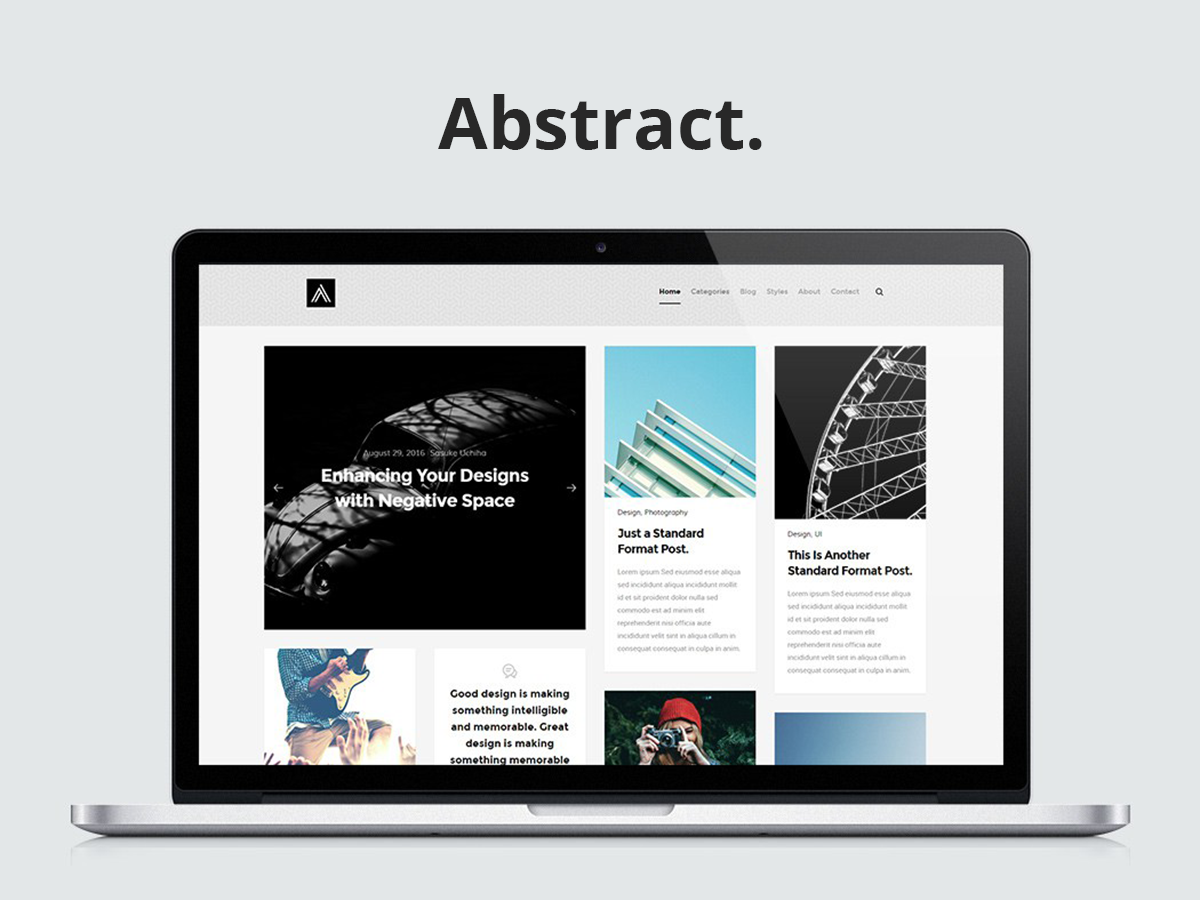 Abstract.
Home Categories Blog Styles About Contact
August 29, 2016 Sasuke Uchiha
Enhancing Your Designs
with Negative Space
Design, Photography
Just a Standard
Format Post.
Lorem ipsum Sed eiusmod esse aliqua
sed incididunt aliqua incididunt mollit
id et sit proident dolor nulla sed
commodo est ad minim elit
reprehenderit nisi officia aute
incididunt velit sint in aliqua cillum in
consequat consequat in culpa in anim.
Design, UI
This Is Another
Standard Format Post.
Lorem ipsum Sed eiusmod esse aliqua
sed incididunt aliqua incididunt mollit
id et sit proident dolor nulla sed
commodo est ad minim elit
reprehenderit nisi officia aute
incididunt velit sint in aliqua cillum in
consequat consequat in culpa in anim.
Good design is making
something intelligible
and memorable. Great
design is making
something memorable